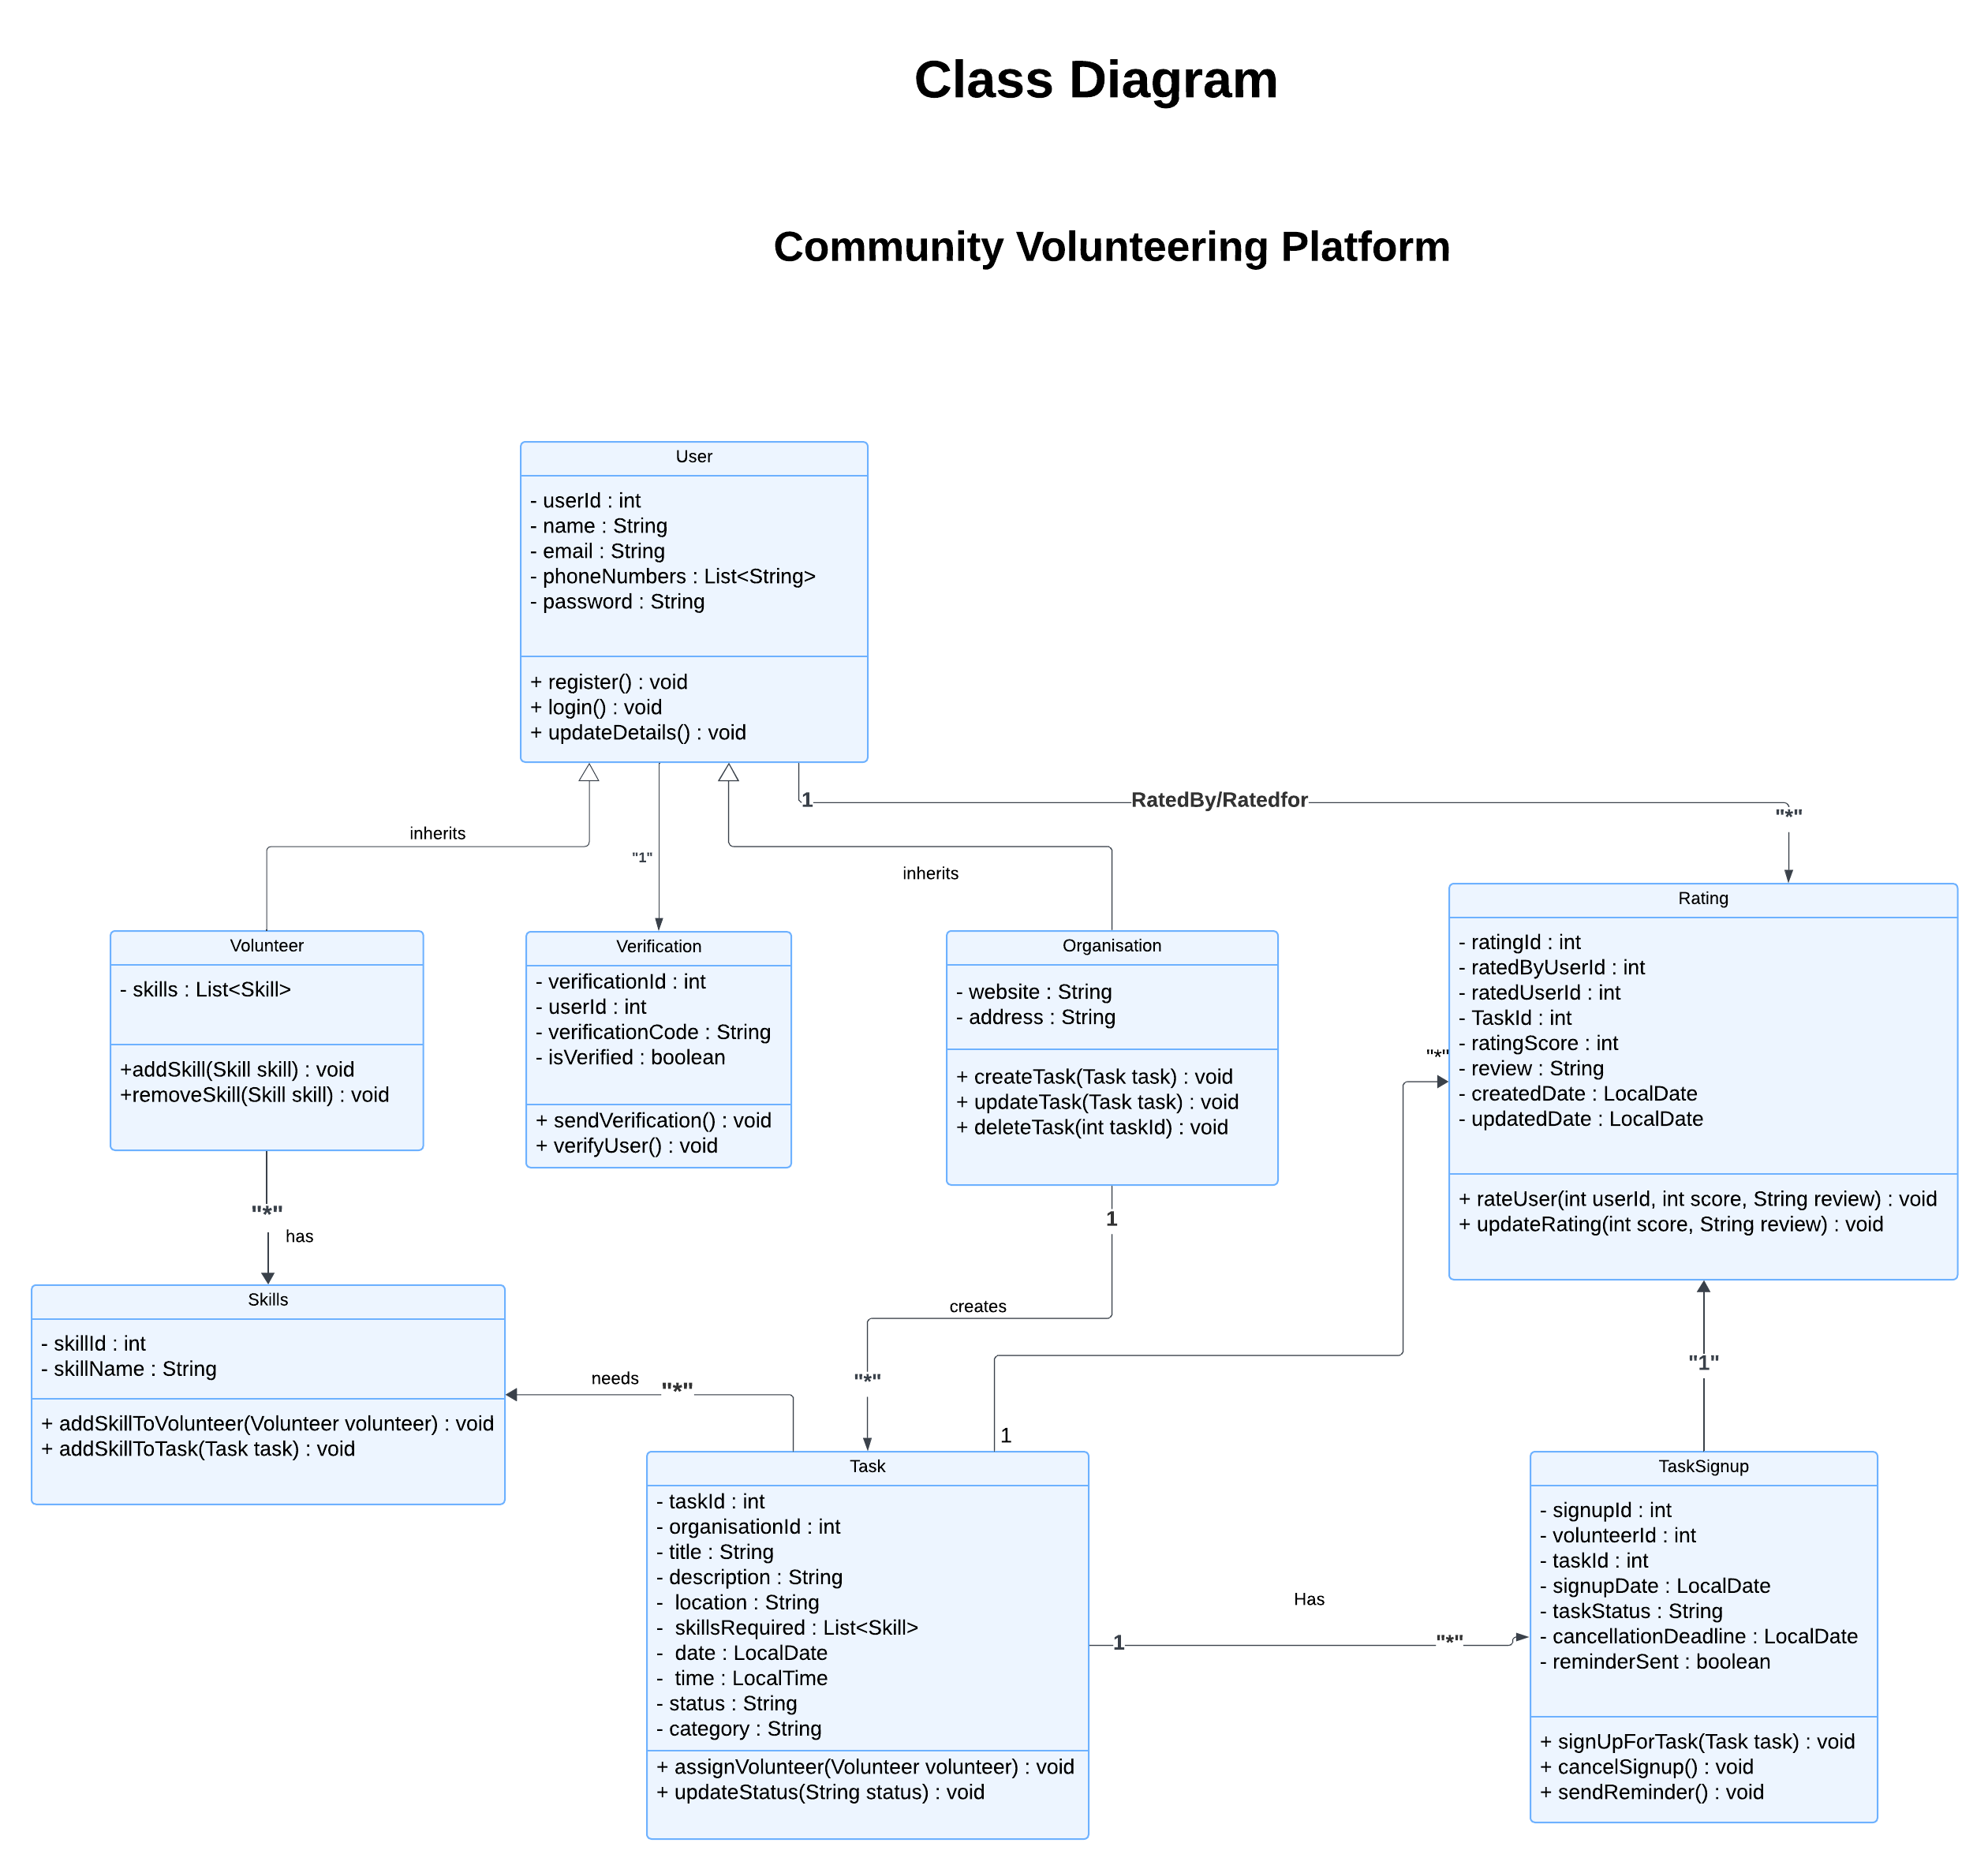 Class Diagram
Community Volunteering Platform
User
- userId : int
- name : String
- email : String
- phoneNumbers : List<String>
- password : String
+ register() : void
+ login() : void
+ updateDetails() : void
1
RatedBy/Ratedfor
"*"
inherits
"1"
inherits
Volunteer
- skills : List<Skill>
+addSkill(Skill skill) : void
+removeSkill(Skill skill) : void
Verification
- verificationId : int
- userId : int
- verificationCode : String
- isVerified : boolean
+ sendVerification() : void
+ verifyUser() : void
Organisation
- website : String
- address : String
+ createTask(Task task) : void
+ updateTask(Task task) : void
+ deleteTask(int taskId) : void
Rating
- ratingId : int
- ratedByUserId : int
- ratedUserId : int
- TaskId : int
- ratingScore : int
- review : String
- createdDate : LocalDate
- updatedDate : LocalDate
+ rateUser(int userId, int score, String review) : void
+ updateRating(int score, String review) : void
"*"
"*"
has
1
creates
"*"
Skills
- skillId : int
- skillName : String
+ addSkillToVolunteer(Volunteer volunteer) : void
+ addSkillToTask(Task task) : void
needs
"*"
1
"1"
Task
- taskId : int
- organisationId : int
- title : String
- description : String
-  location : String
-  skillsRequired : List<Skill>
-  date : LocalDate
-  time : LocalTime
- status : String
- category : String
+ assignVolunteer(Volunteer volunteer) : void
+ updateStatus(String status) : void
Has
1
"*"
TaskSignup
- signupId : int
- volunteerId : int
- taskId : int
- signupDate : LocalDate
- taskStatus : String
- cancellationDeadline : LocalDate
- reminderSent : boolean
+ signUpForTask(Task task) : void
+ cancelSignup() : void
+ sendReminder() : void